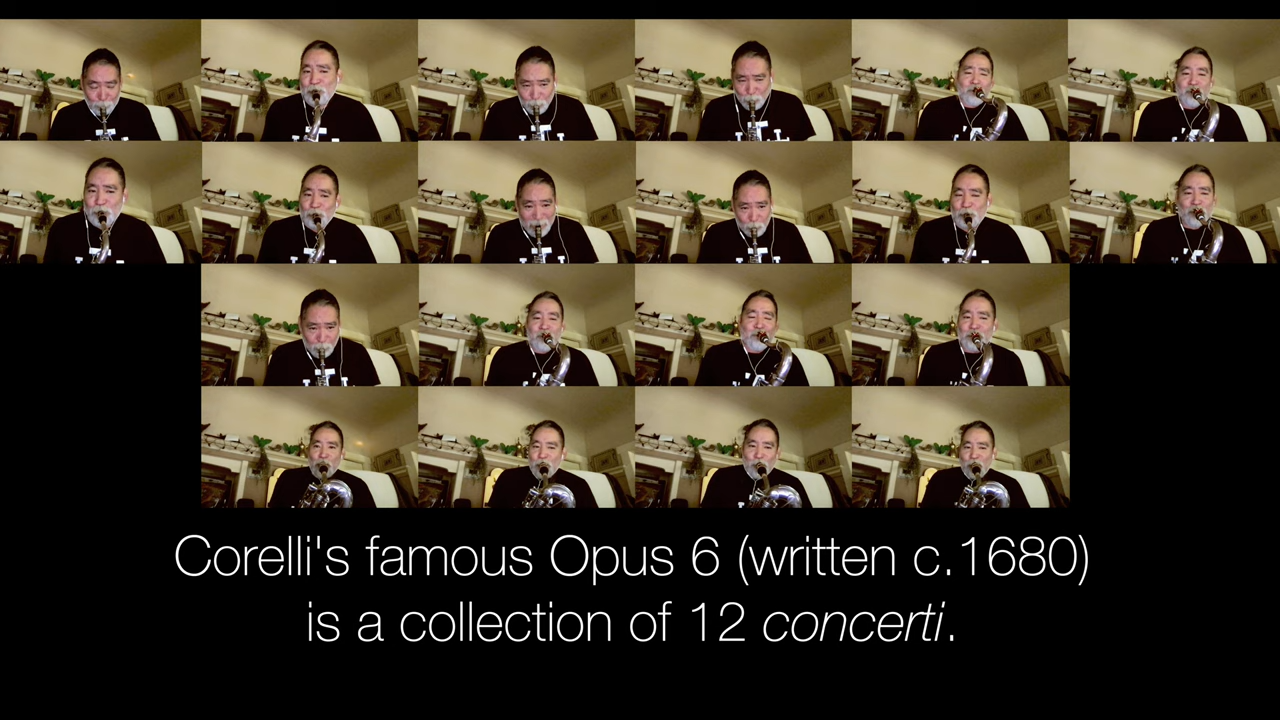 Corelli's famous Opus 6 (written c.1680)
is a collection of 12 concerti.